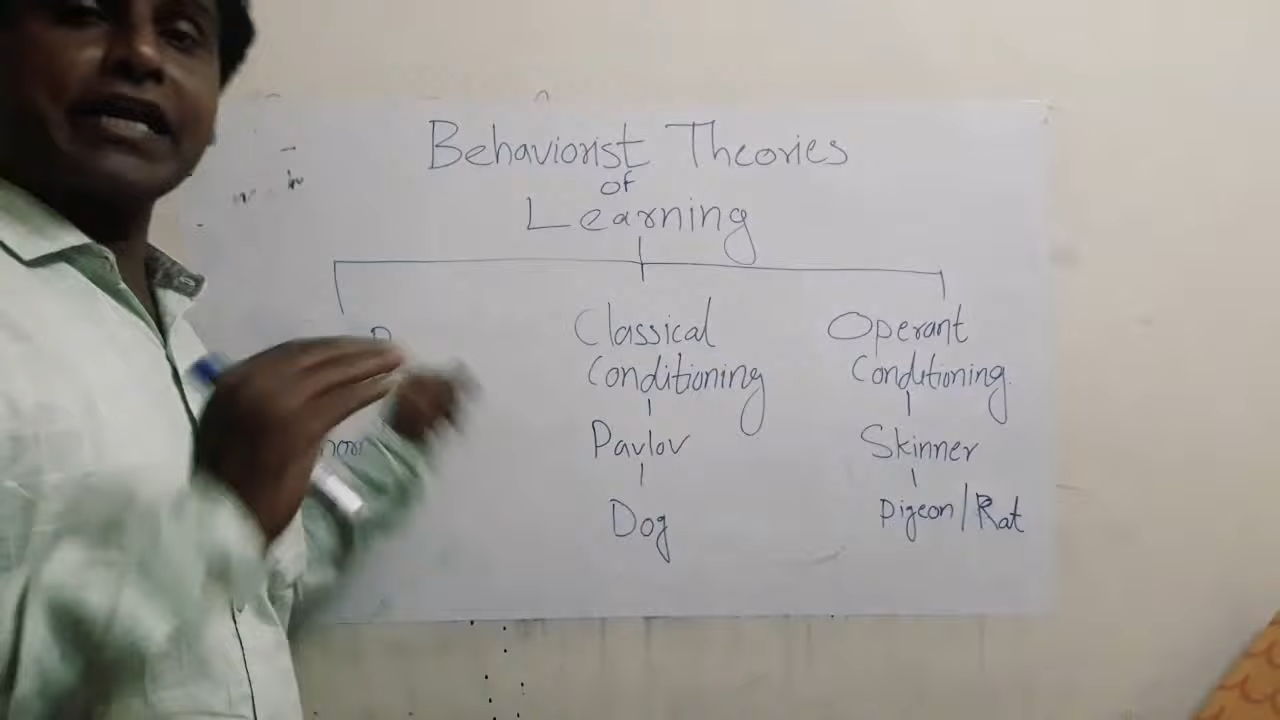 Behaviorist Theories
of
Learning
Classical
Conditioning
Pavlov
Dog
Operant
Conditioning.
Skinner
Pigeon/Rat